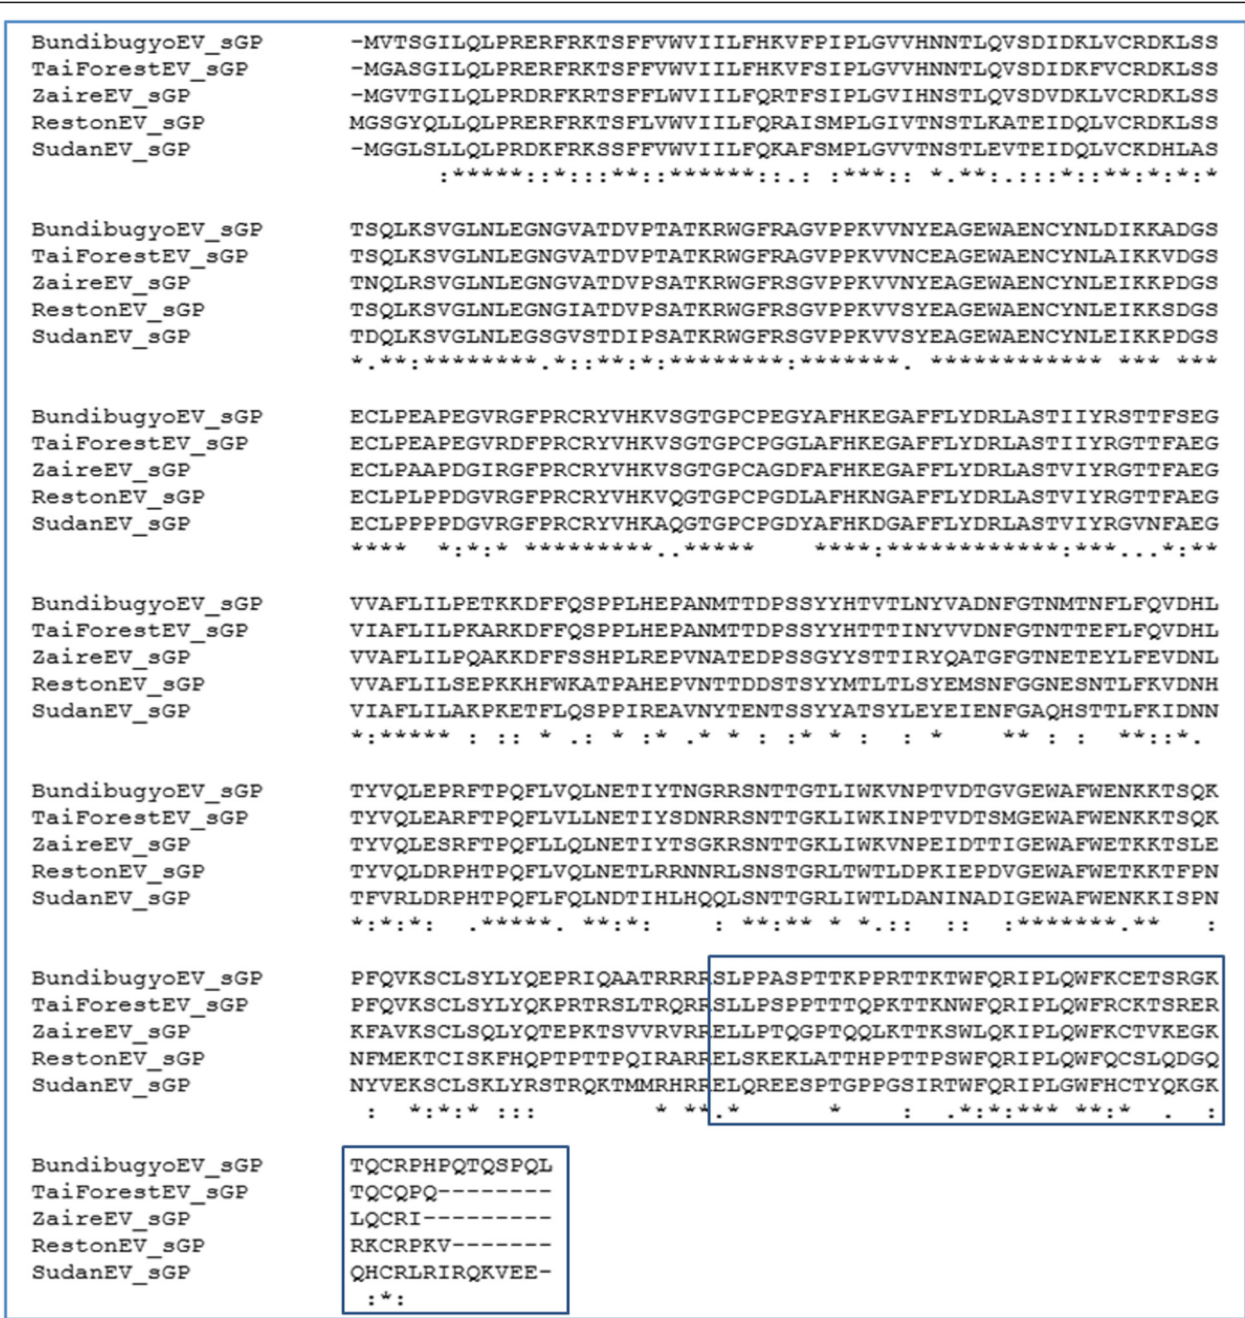 BundibugyoEV_sGP -MVTSGILQLPRERFRKTSFFVWVIILFHKVFPIPLGVVHNNTLQVSDIDKLVCRDKLSS
TaiForestEV_sGP -MGASGILQLPRERFRKTSFFVWVIILFHKVFSIPLGVVHNNTLQVSDIDKFVCRDKLSS
ZaireEV_sGP -MGVTGILQLPRDRFKRTSFFLWVIILFQRTFSIPLGVIHNSTLQVSDVDKLVCRDKLSS
RestonEV_sGP MGSGYQLLQLPRERFRKTSFLVWVIILFQRAISMPLGIVTNSTLKATEIDQLVCRDKLSS
SudanEV_sGP -MGGLSLLQLPRDKFRKSSFFVWVIILFQKAFSMPLGVVTNSTLEVTEIDQLVCKDHLAS
:*****::*:::**::******::.: :***:: *.**:.:::*::**:*:*:*
BundibugyoEV_sGP TSQLKSVGLNLEGNGVATDVPTATKRWGFRAGVPPKVVNYEAGEWAENCYNLDIKKADGS
TaiForestEV_sGP TSQLKSVGLNLEGNGVATDVPTATKRWGFRAGVPPKVVNCEAGEWAENCYNLAIKKVDGS
ZaireEV_sGP TNQLRSVGLNLEGNGVATDVPSATKRWGFRSGVPPKVVNYEAGEWAENCYNLEIKKPDGS
RestonEV_sGP TSQLKSVGLNLEGNGIATDVPSATKRWGFRSGVPPKVVSYEAGEWAENCYNLEIKKSDGS
SudanEV_sGP TDQLKSVGLNLEGSGVSTDIPSATKRWGFRSGVPPKVVSYEAGEWAENCYNLEIKKPDGS
*.**:********.*::**:*:********:*******. ************ *** ***
BundibugyoEV_sGP ECLPEAPEGVRGFPRCRYVHKVSGTGPCPEGYAFHKEGAFFLYDRLASTIIYRSTTFSEG
TaiForestEV_sGP ECLPEAPEGVRDFPRCRYVHKVSGTGPCPGGLAFHKEGAFFLYDRLASTIIYRGTTFAEG
ZaireEV_sGP ECLPAAPDGIRGFPRCRYVHKVSGTGPCAGDFAFHKEGAFFLYDRLASTVIYRGTTFAEG
RestonEV_sGP ECLPLPPDGVRGFPRCRYVHKVQGTGPCPGDLAFHKNGAFFLYDRLASTVIYRGTTFAEG
SudanEV_sGP ECLPPPPDGVRGFPRCRYVHKAQGTGPCPGDYAFHKDGAFFLYDRLASTVIYRGVNFAEG
**** *:*:* *********..***** ****:************:***...*:**
BundibugyoEV_sGP VVAFLILPETKKDFFQSPPLHEPANMTTDPSSYYHTVTLNYVADNFGTNMTNFLFQVDHL
TaiForestEV_sGP VIAFLILPKARKDFFQSPPLHEPANMTTDPSSYYHTTTINYVVDNFGTNTTEFLFQVDHL
ZaireEV_sGP VVAFLILPQAKKDFFSSHPLREPVNATEDPSSGYYSTTIRYQATGFGTNETEYLFEVDNL
RestonEV_sGP VVAFLILSEPKKHFWKATPAHEPVNTTDDSTSYYMTLTLSYEMSNFGGNESNTLFKVDNH
SudanEV_sGP VIAFLILAKPKETFLQSPPIREAVNYTENTSSYYATSYLEYEIENFGAQHSTTLFKIDNN
*:***** : :: * .: * :* .* * : :* * : : * ** : : **::*.
BundibugyoEV_sGP TYVQLEPRFTPQFLVQLNETIYTNGRRSNTTGTLIWKVNPTVDTGVGEWAFWENKKTSQK
TaiForestEV_sGP TYVQLEARFTPQFLVLLNETIYSDNRRSNTTGKLIWKINPTVDTSMGEWAFWENKKTSQK
ZaireEV_sGP TYVQLESRFTPQFLLQLNETIYTSGKRSNTTGKLIWKVNPEIDTTIGEWAFWETKKTSLE
RestonEV_sGP TYVQLDRPHTPQFLVQLNETLRRNNRLSNSTGRLTWTLDPKIEPDVGEWAFWETKKTFPN
SudanEV_sGP TFVRLDRPHTPQFLFQLNDTIHLHQQLSNTTGRLIWTLDANINADIGEWAFWENKKISPN
*:*:*: .*****. **:*: : **:** * *.:: :: :*******.** :
BundibugyoEV_sGP PFQVKSCLSYLYQEPRIQAATRRRRSLPPASPTTKPPRTTKTWFQRIPLQWFKCETSRGK
TaiForestEV_sGP PFQVKSCLSYLYQKPRTRSLTRQRRSLLPSPPTTTQPKTTKNWFQRIPLQWFRCKTSRER
ZaireEV_sGP KFAVKSCLSQLYQTEPKTSVVRVRRELLPTQGPTQQLKTTKSWLQKIPLQWFKCTVKEGK
RestonEV_sGP NFMEKTCISKFHQPTPTTPQIRARRELSKEKLATTHPPTTPSWFQRIPLQWFQCSLQDGQ
SudanEV_sGP NYVEKSCLSKLYRSTRQKTMMRHRRELQREESPTGPPGSIRTWFQRIPLGWFHCTYQKGK
: *:*:* ::: * **.* * : .*:*:*** **:* . :
BundibugyoEV_sGP TQCRPHPQTQSPQL
TaiForestEV_sGP TQCQPQ--------
ZaireEV_sGP LQCRI---------
RestonEV_sGP RKCRPKV-------
SudanEV_sGP QHCRLRIRQKVEE-
:*: